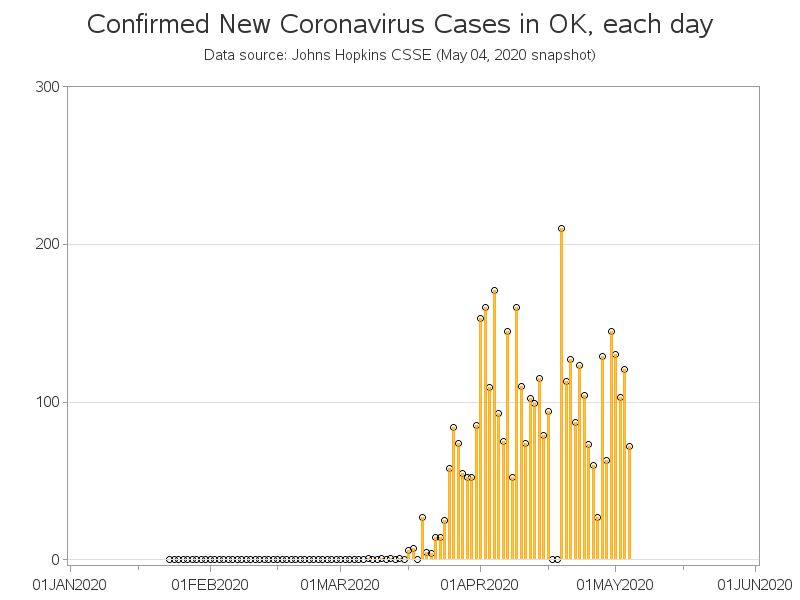 Confirmed New Coronavirus Cases in OK, each day
Data source: Johns Hopkins CSSE (May 04, 2020 snapshot)
300
200
100
0
01JAN2020 01FEB2020 01MAR2020 01APR2020 01MAY2020 01JUN2020